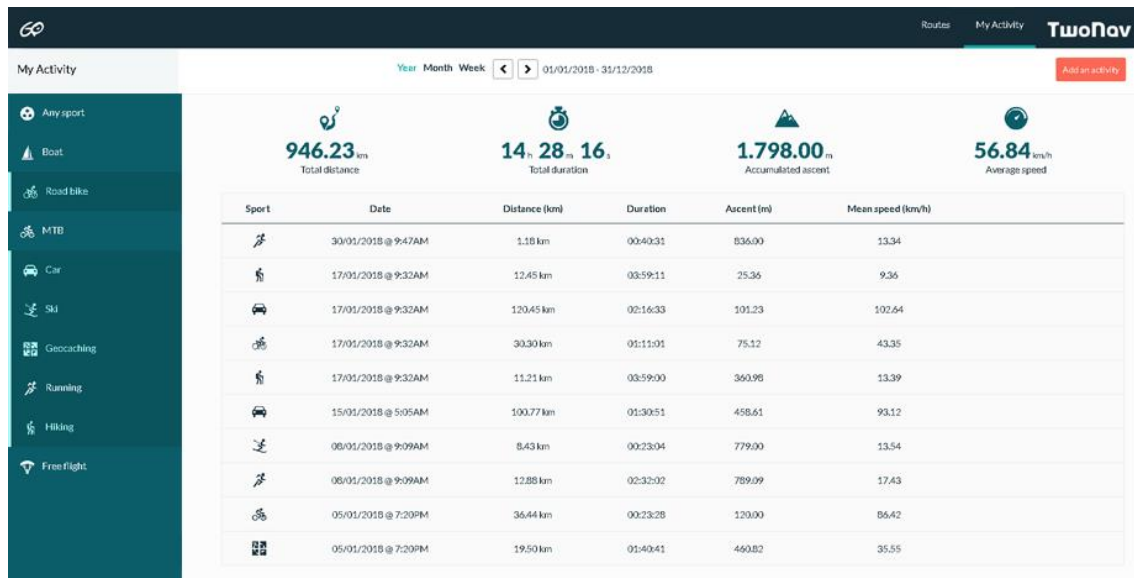 Routes My Activity TwoNav
My Activity
Year Month Week 01/01/2018 - 31/12/2018
Add an activity
Any sport
Boat
Road bike
MTB
Car
Ski
Geocaching
Running
Hiking
Free flight
946.23 km
Total distance
14 h 28 m 16 s
Total duration
1.798.00 m
Accumulated ascent
56.84 km/h
Average speed
Sport Date Distance (km) Duration Ascent (m) Mean speed (km/h)
30/01/2018 @ 9:47AM 1.18 km 00:40:31 836.00 13.34
17/01/2018 @ 9:32AM 12.45 km 03:59:11 25.36 9.36
17/01/2018 @ 9:32AM 120.45 km 02:16:33 101.23 102.64
17/01/2018 @ 9:32AM 30.30 km 01:11:01 75.12 43.35
17/01/2018 @ 9:32AM 11.21 km 03:59:00 360.98 13.39
15/01/2018 @ 5:05AM 100.77 km 01:30:51 458.61 93.12
08/01/2018 @ 9:09AM 8.43 km 00:23:04 779.00 13.54
08/01/2018 @ 9:09AM 12.88 km 02:32:02 789.09 17.43
05/01/2018 @ 7:20PM 36.44 km 00:23:28 120.00 86.42
05/01/2018 @ 7:20PM 19.50 km 01:40:41 460.82 35.55